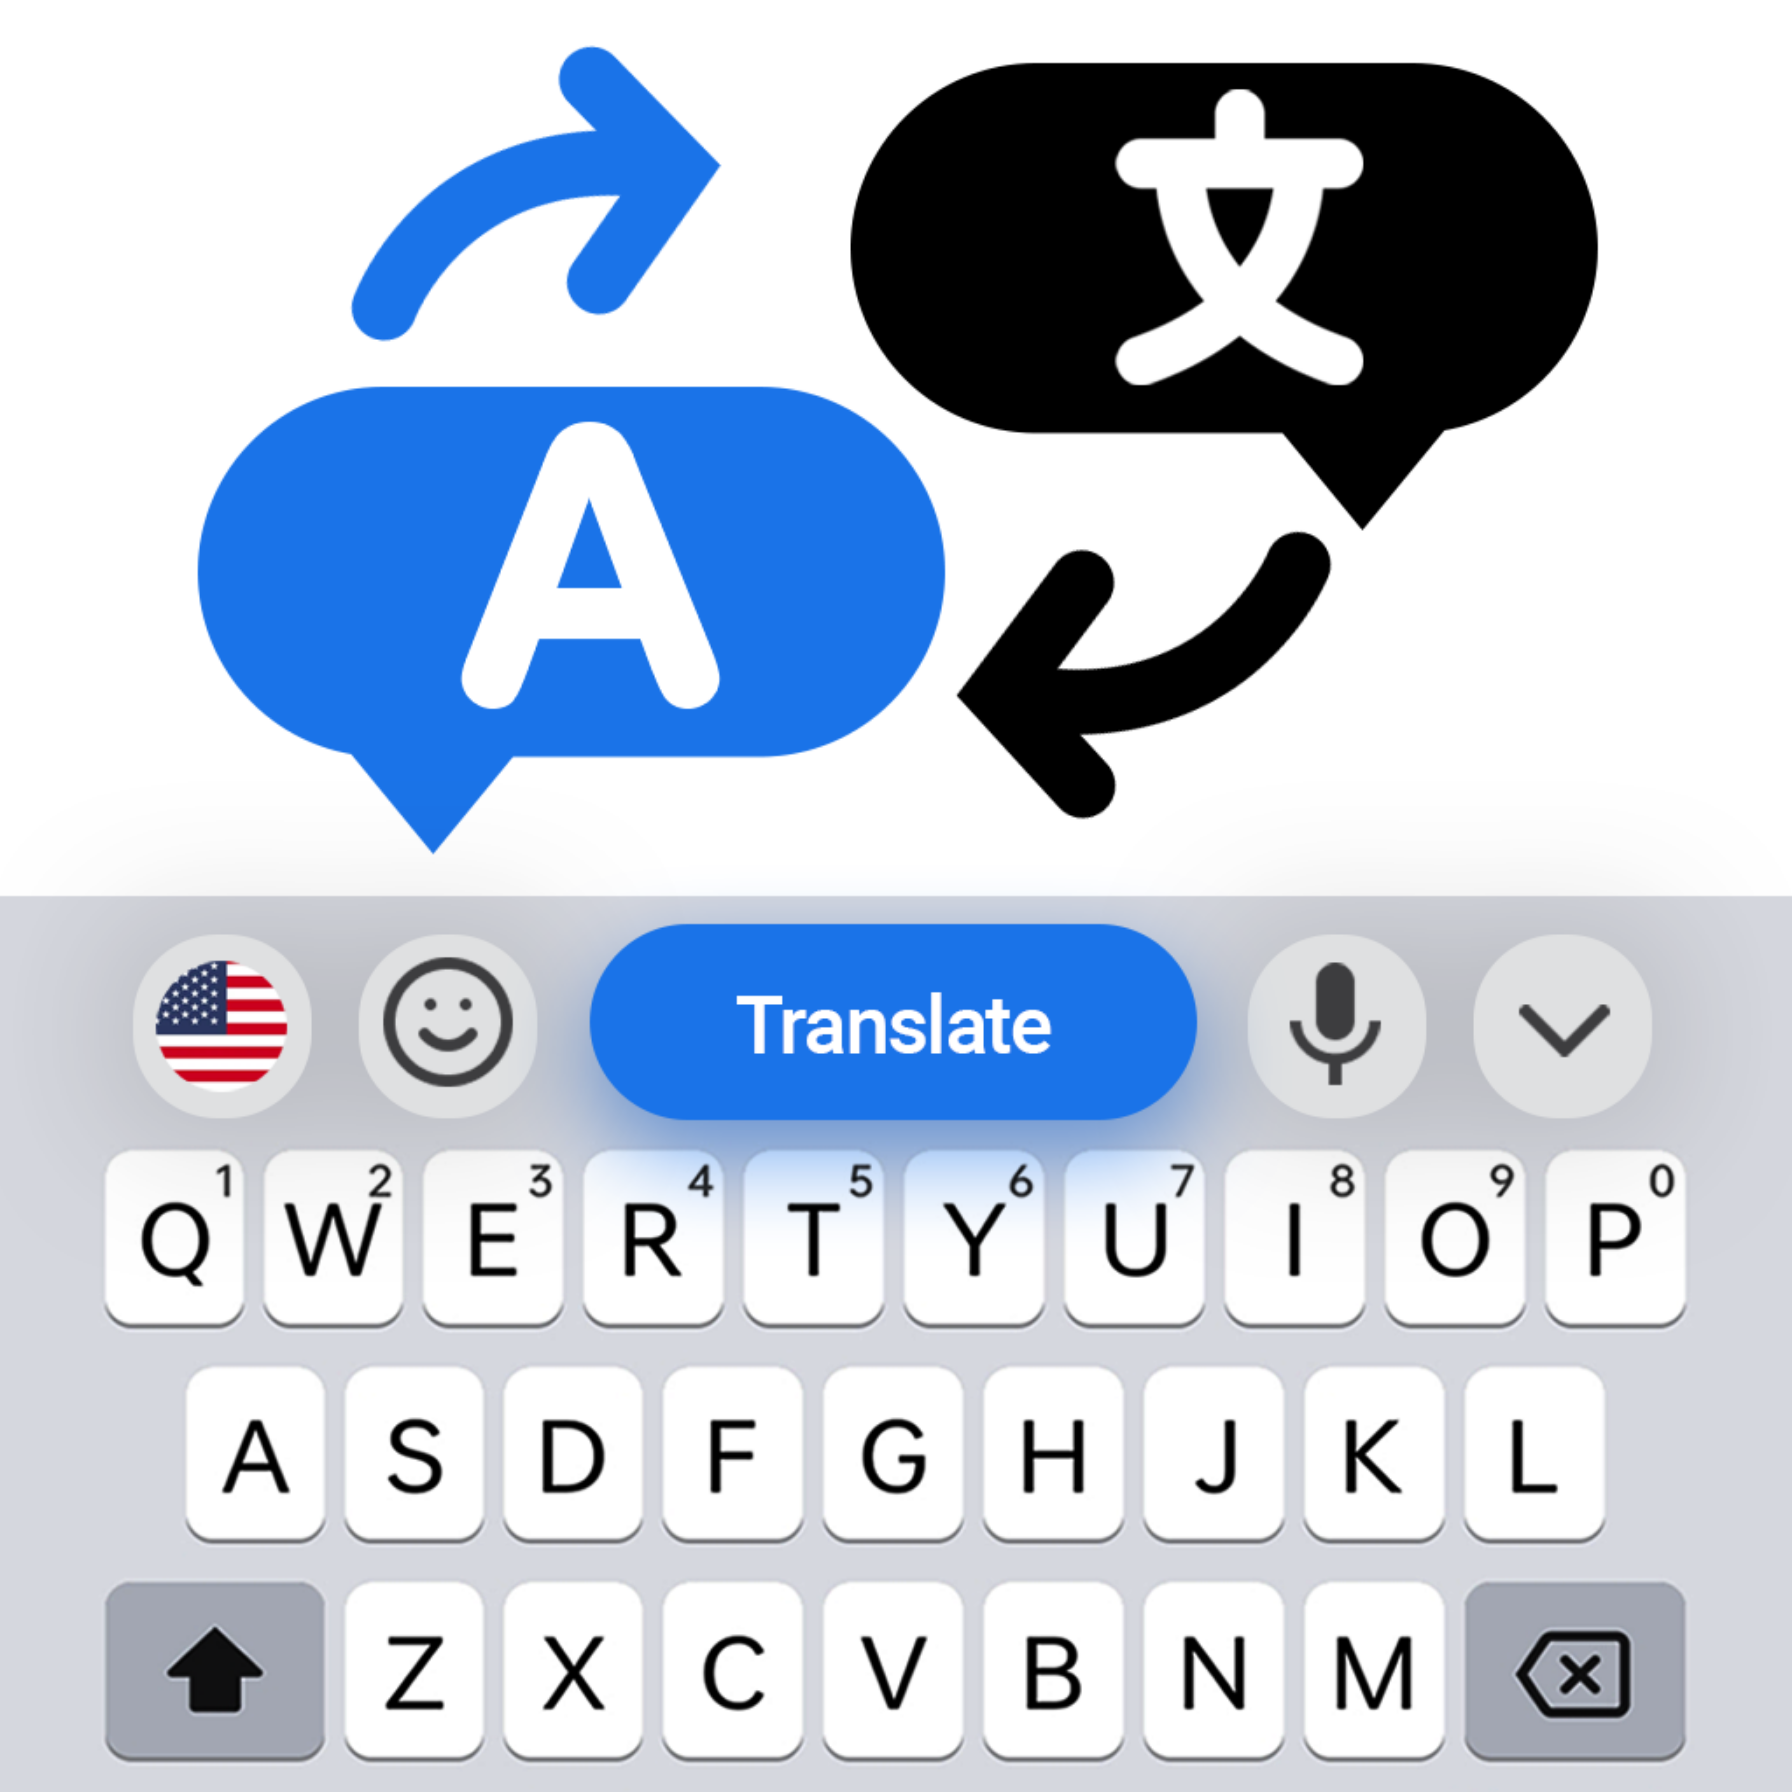 文
A
Translate
1 2 3 4 5 6 7 8 9 0
Q W E R T Y U I O P
A S D F G H J K L
Z X C V B N M